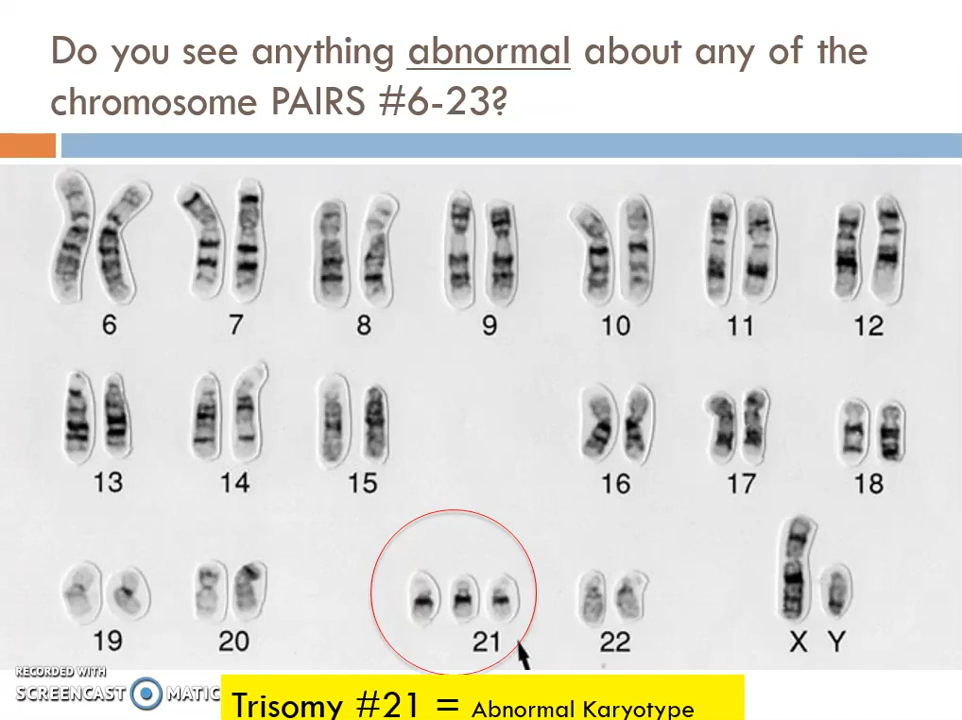 Do you see anything abnormal about any of the
chromosome PAIRS #6-23?
6 7 8 9 10 11 12
13 14 15 16 17 18
19 20 21 22 X Y
RECORDED WITH
SCREENCAST MATIC
Trisomy #21 = Abnormal Karyotype